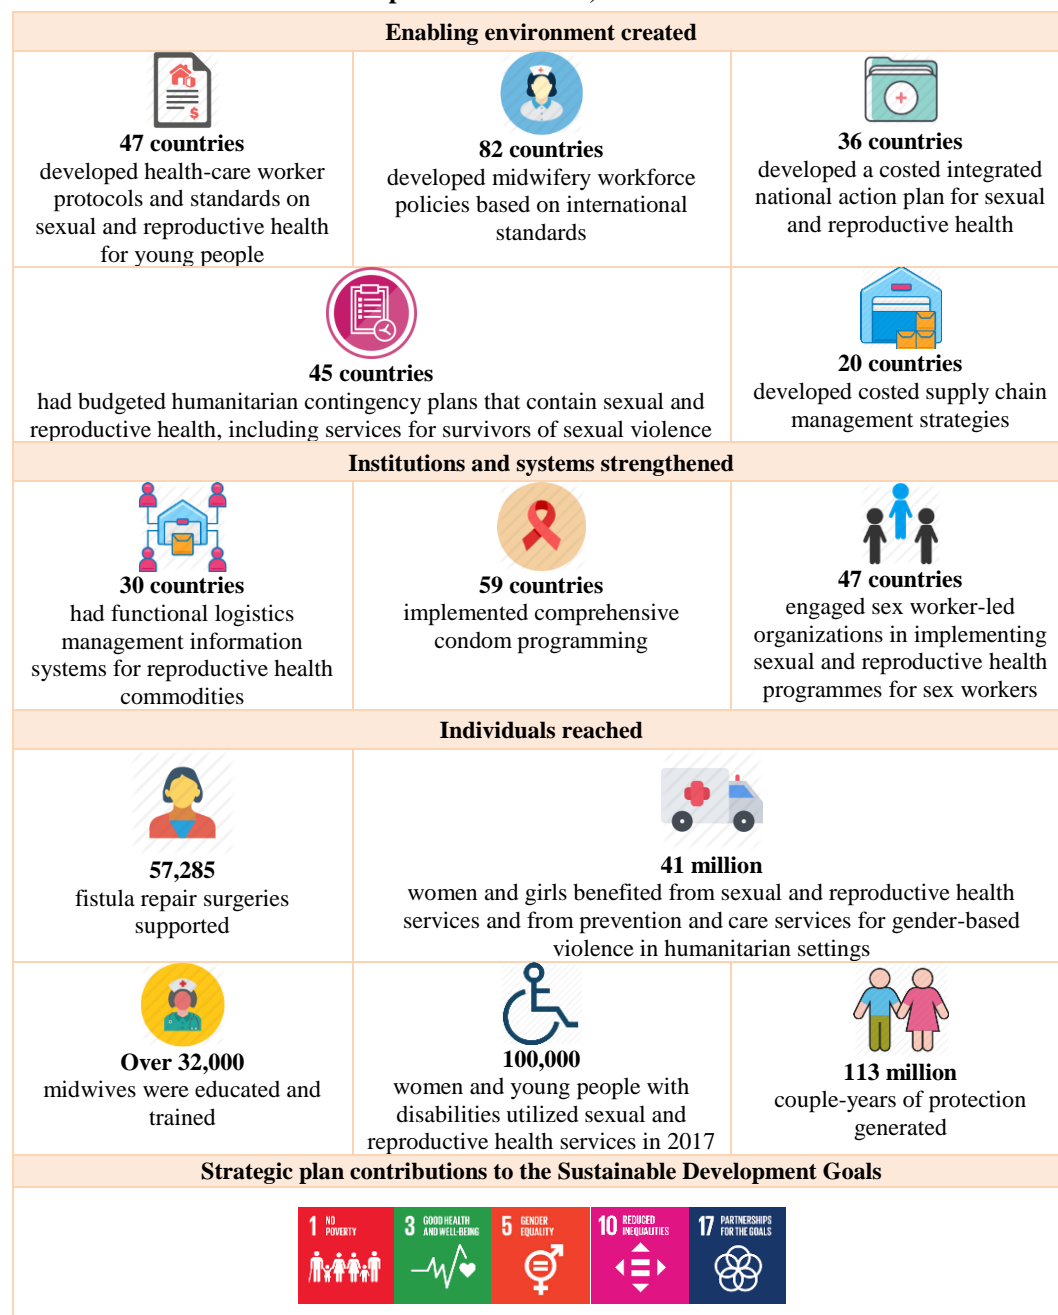 Enabling environment created
47 countries
developed health-care worker
protocols and standards on
sexual and reproductive health
for young people
82 countries
developed midwifery workforce
policies based on international
standards
36 countries
developed a costed integrated
national action plan for sexual
and reproductive health
45 countries
had budgeted humanitarian contingency plans that contain sexual and
reproductive health, including services for survivors of sexual violence
20 countries
developed costed supply chain
management strategies
Institutions and systems strengthened
30 countries
had functional logistics
management information
systems for reproductive health
commodities
59 countries
implemented comprehensive
condom programming
47 countries
engaged sex worker-led
organizations in implementing
sexual and reproductive health
programmes for sex workers
Individuals reached
57,285
fistula repair surgeries
supported
41 million
women and girls benefited from sexual and reproductive health
services and from prevention and care services for gender-based
violence in humanitarian settings
Over 32,000
midwives were educated and
trained
100,000
women and young people with
disabilities utilized sexual and
reproductive health services in 2017
113 million
couple-years of protection
generated
Strategic plan contributions to the Sustainable Development Goals
1 NO
POVERTY
3 GOOD HEALTH
AND WELL-BEING
5 GENDER
EQUALITY
10 REDUCED
INEQUALITIES
17 PARTNERSHIPS
FOR THE GOALS